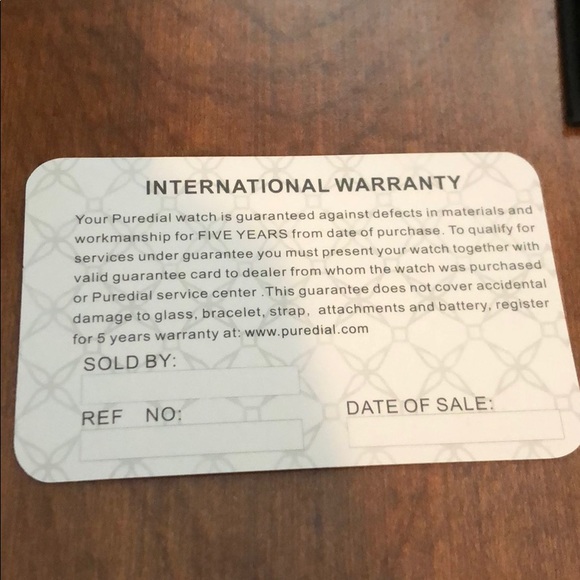 INTERNATIONAL WARRANTY
Your Puredial watch is guaranteed against defects in materials and
workmanship for FIVE YEARS from date of purchase. To qualify for
services under guarantee you must present your watch together with
valid guarantee card to dealer from whom the watch was purchased
or Puredial service center .This guarantee does not cover accidental
damage to glass, bracelet, strap, attachments and battery, register
for 5 years warranty at: www.puredial.com
SOLD BY:
REF NO:
DATE OF SALE: